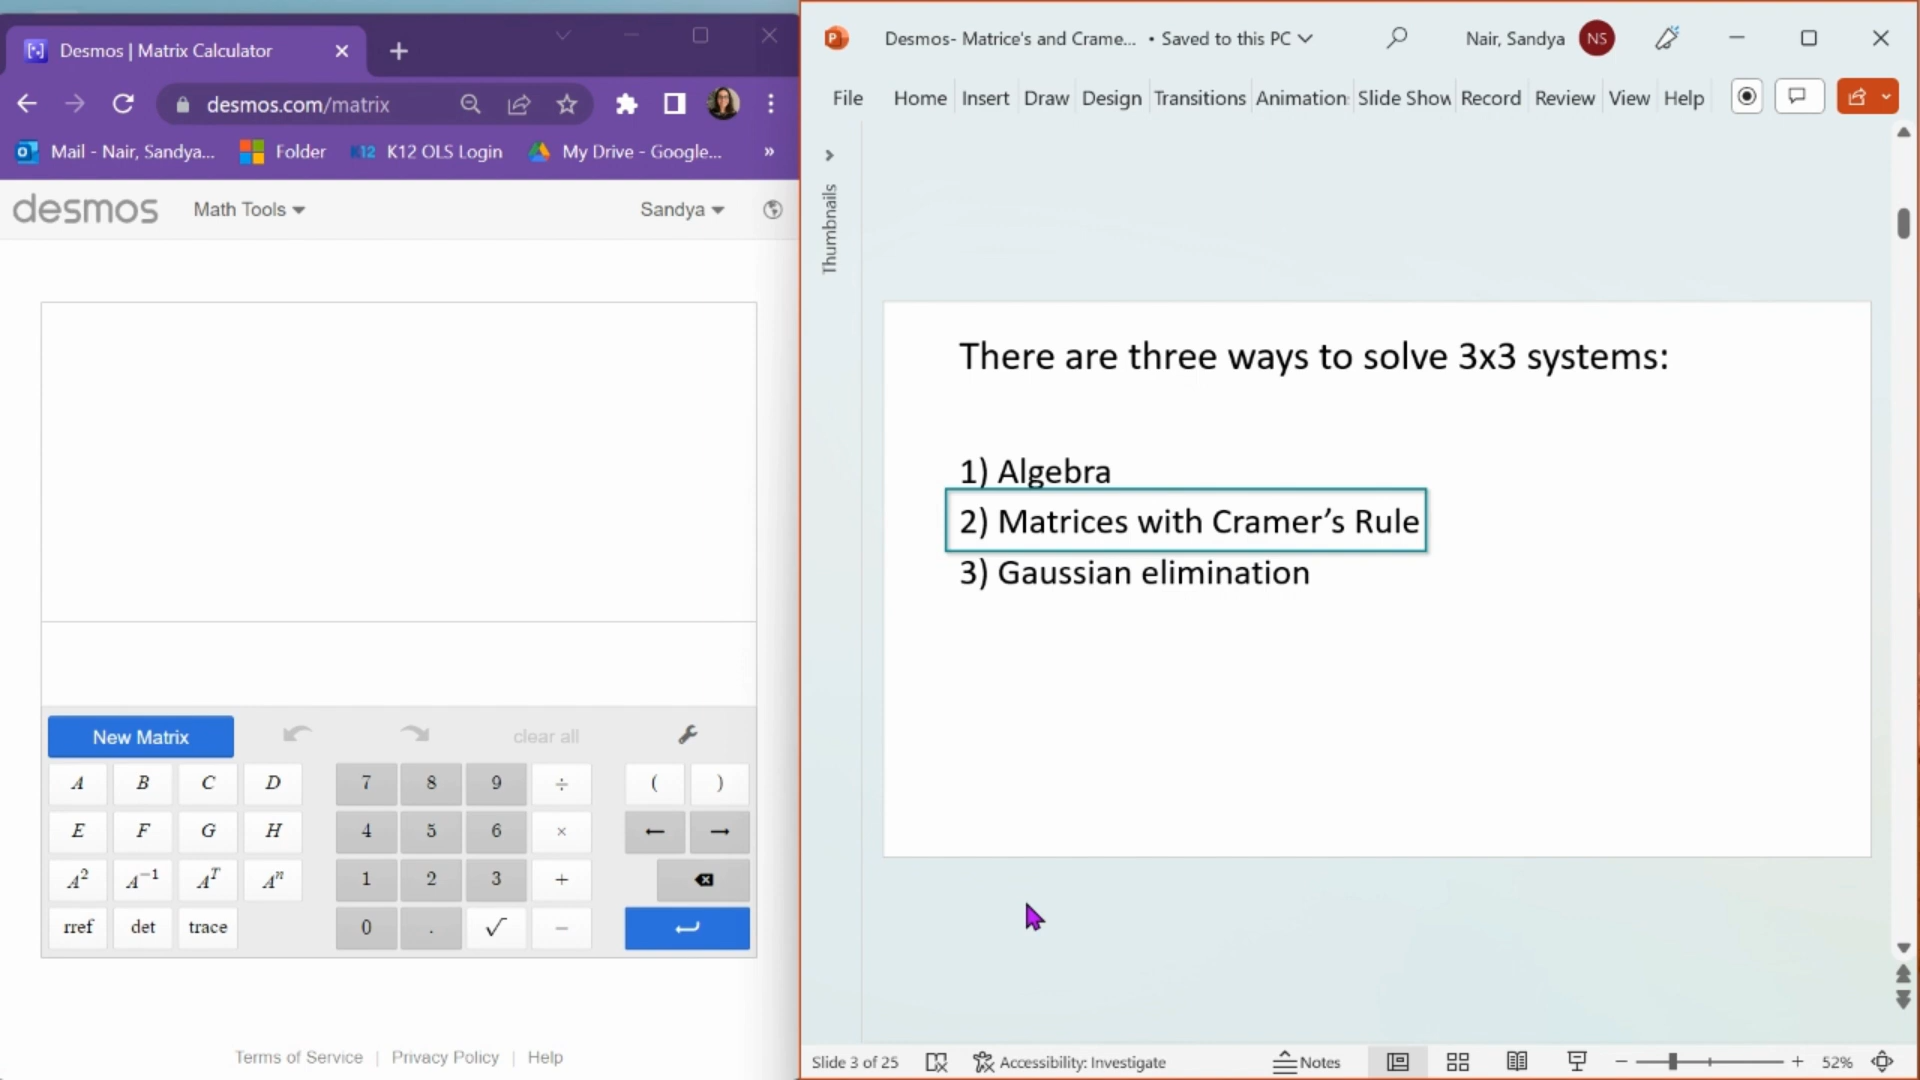 Desmos | Matrix Calculator
desmos.com/matrix
Mail - Nair, Sandya...
Folder
K12 OLS Login
My Drive - Google...
»
desmos
Math Tools
Sandya
New Matrix
clear all
A B C D 7 8 9 ÷ ( )
E F G H 4 5 6 × ← →
A² A⁻¹ Aᵀ Aⁿ 1 2 3 +
rref det trace 0 . √ −
Terms of Service | Privacy Policy | Help
Desmos- Matrice's and Crame... • Saved to this PC
Nair, Sandya NS
File Home Insert Draw Design Transitions Animation Slide Show Record Review View Help
Thumbnails
There are three ways to solve 3x3 systems:
1) Algebra
2) Matrices with Cramer’s Rule
3) Gaussian elimination
Slide 3 of 25
Accessibility: Investigate
Notes
52%